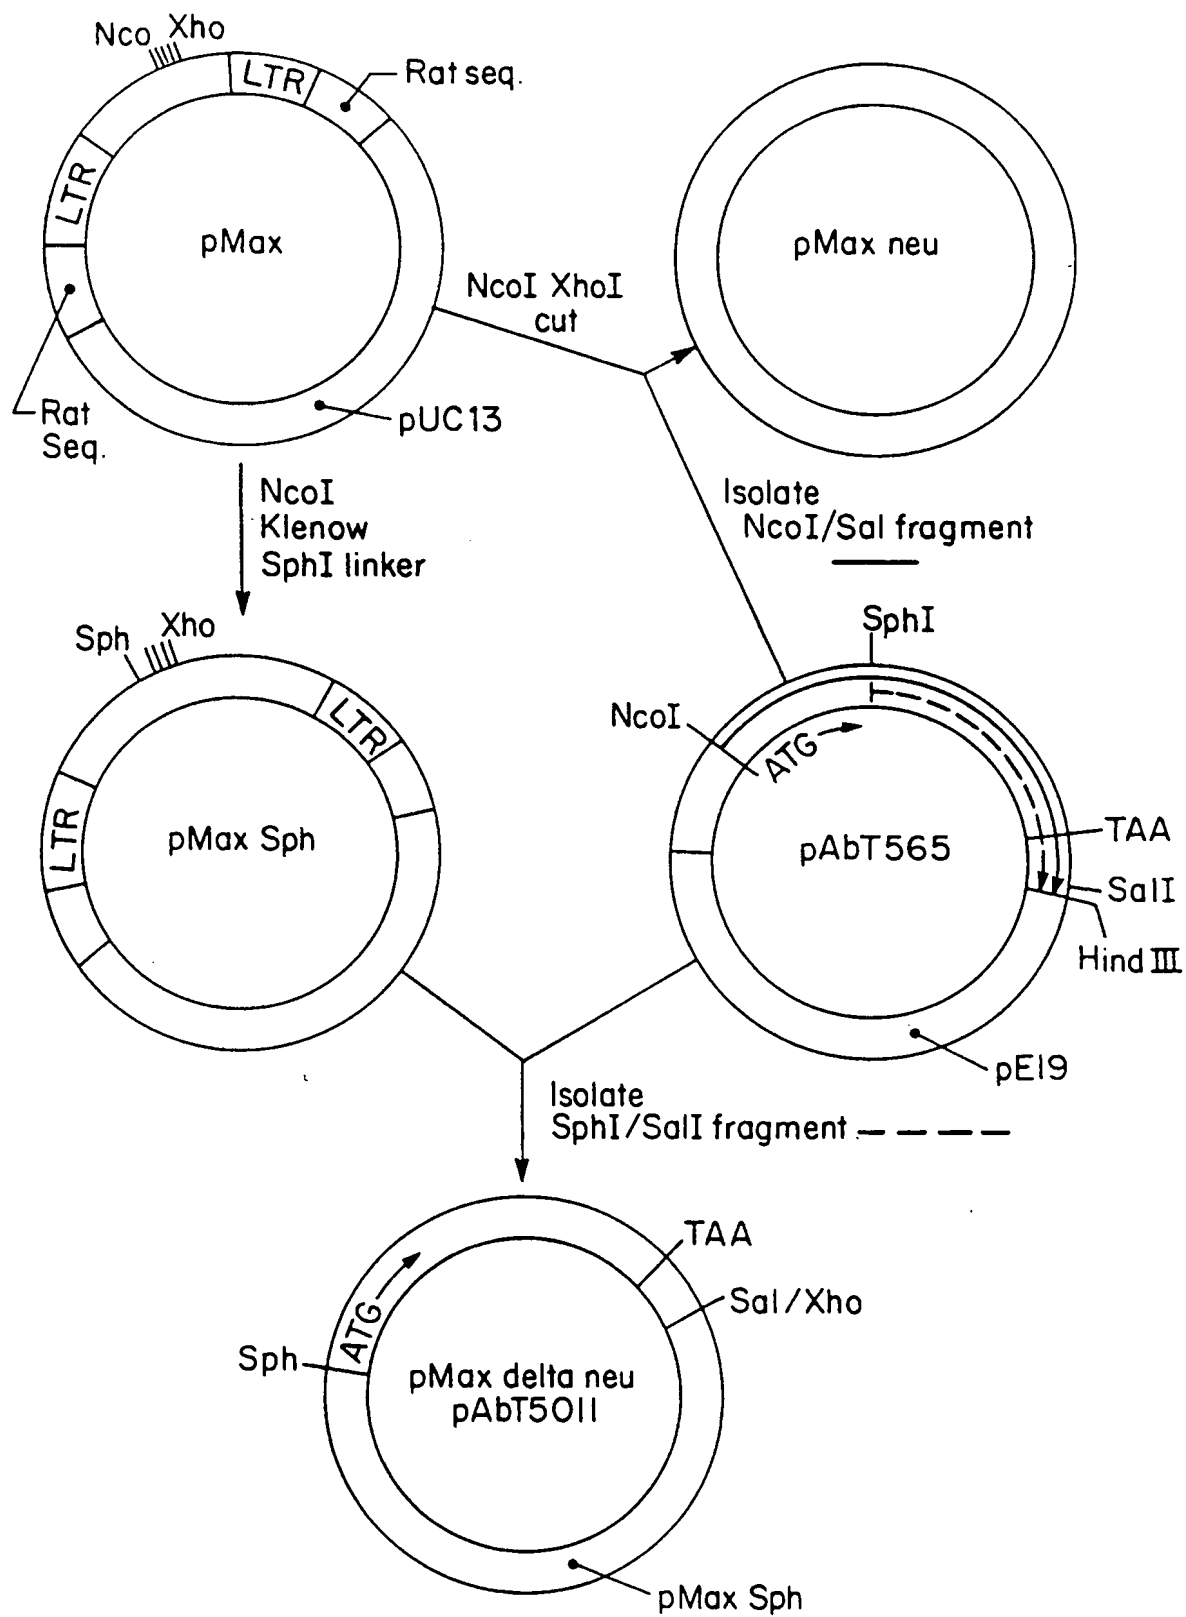 Nco Xho
LTR
Rat seq.
LTR
pMax
pMax neu
NcoI XhoI
cut
Rat
Seq.
pUC13
NcoI
Klenow
SphI linker
Isolate
NcoI/Sal fragment
Sph Xho
LTR
LTR
pMax Sph
SphI
NcoI
ATG
pAbT565
TAA
SalI
Hind III
pE19
Isolate
SphI/SalI fragment
TAA
Sal/Xho
ATG
Sph
pMax delta neu
pAbT5011
pMax Sph